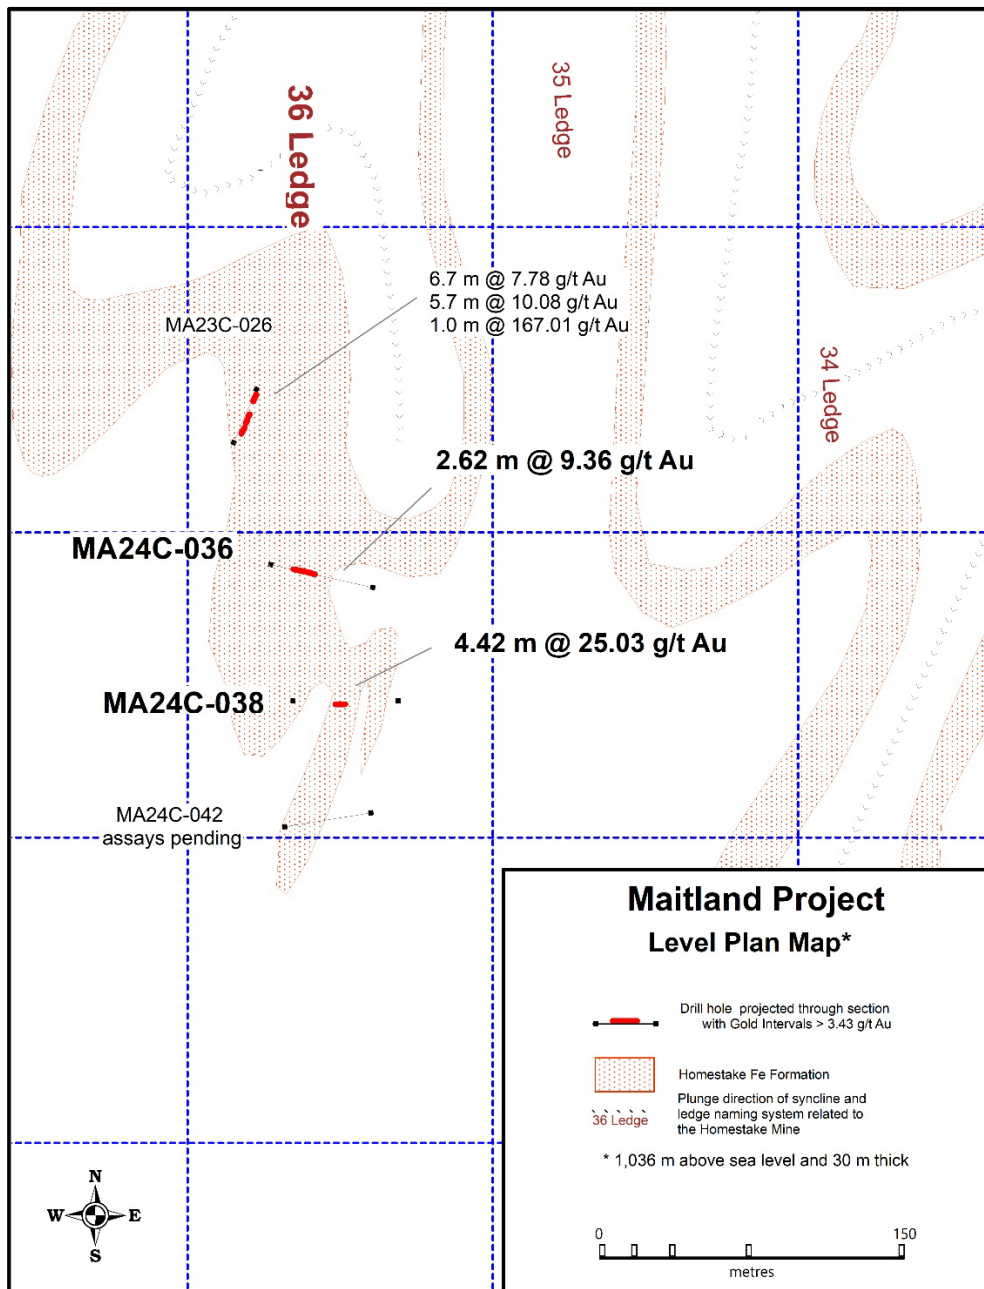 36 Ledge
35 Ledge
6.7 m @ 7.78 g/t Au
5.7 m @ 10.08 g/t Au
1.0 m @ 167.01 g/t Au
MA23C-026
34 Ledge
2.62 m @ 9.36 g/t Au
MA24C-036
4.42 m @ 25.03 g/t Au
MA24C-038
MA24C-042
assays pending
Maitland Project
Level Plan Map*
Drill hole projected through section
with Gold Intervals > 3.43 g/t Au
Homestake Fe Formation
36 Ledge
Plunge direction of syncline and
ledge naming system related to
the Homestake Mine
* 1,036 m above sea level and 30 m thick
N
W E
S
0 150
metres